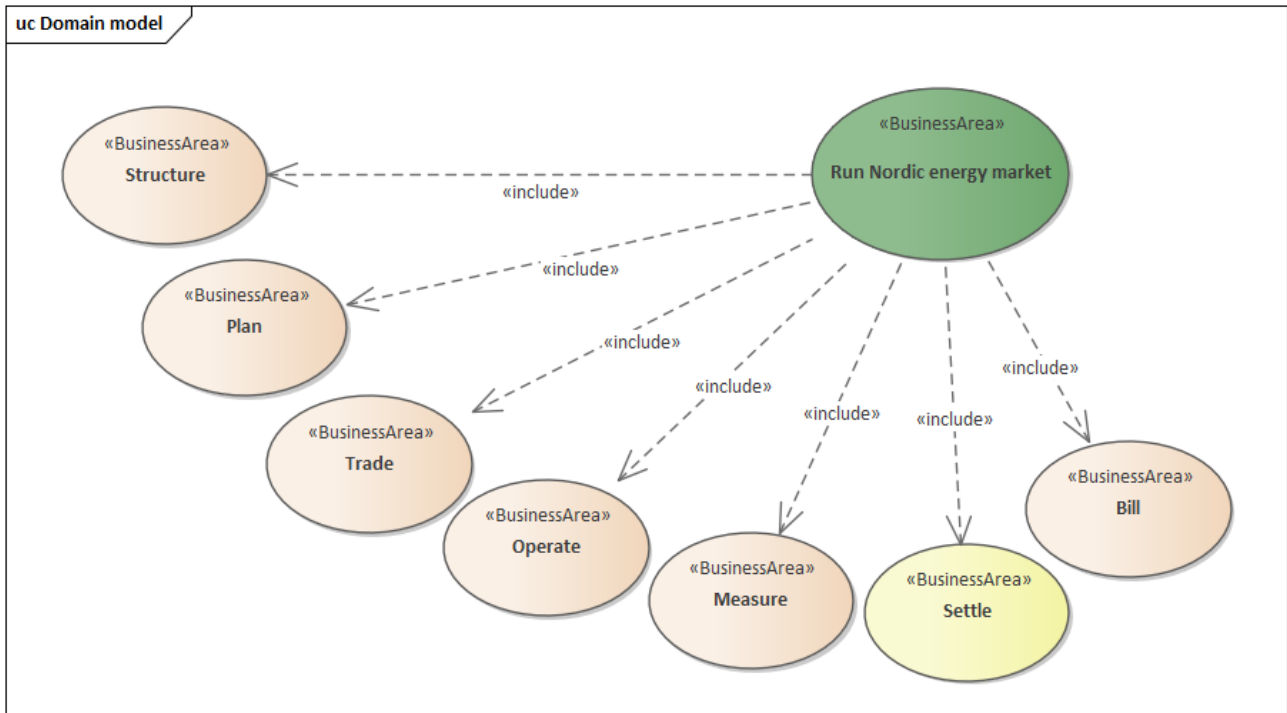 uc Domain model
«BusinessArea»
Run Nordic energy market
«BusinessArea»
Structure
«include»
«BusinessArea»
Plan
«include»
«BusinessArea»
Trade
«include»
«BusinessArea»
Operate
«include»
«BusinessArea»
Measure
«include»
«BusinessArea»
Settle
«include»
«BusinessArea»
Bill
«include»